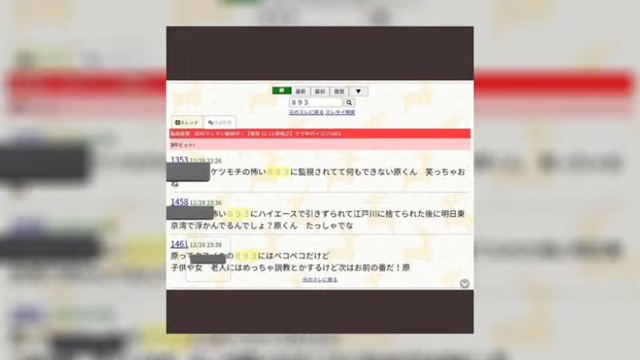 最新
最初
履歴
▼
893
元のスレに戻る スレタイ検索
スレッド
3件ヒット!
1353 12/28 22:26
ケツモチの怖い893に監視されてて何もできない原くん 笑っちゃお
ね
1458 12/28 23:36
怖い893にハイエースで引きずられて江戸川に捨てられた後に明日東
京湾で浮かんでるんでしょ?原くん たっしゃでな
1461 12/28 23:38
原って
の893にはペコペコだけど
子供や女 老人にはめっちゃ説教とかするけど次はお前の番だ!原
元のスレに戻る